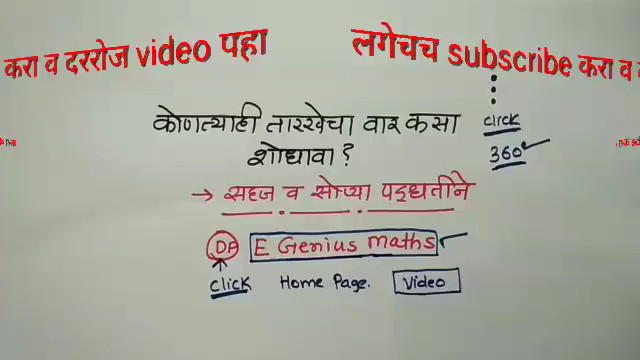 करा व दररोज video पहा
लगेचच subscribe करा व द
click
360
कोणत्याही तारखेचा वार कसा
शोधावा?
→ सहज व सोप्या पद्धतीने
DP E Genius maths
click Home Page. Video